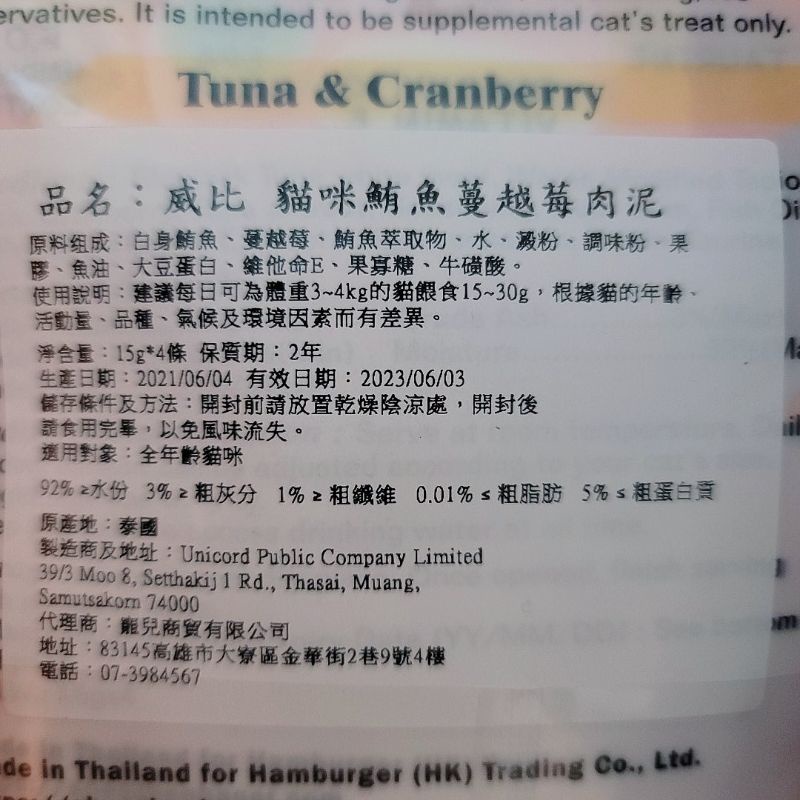 ervatives. It is intended to be supplemental cat's treat only.
Tuna & Cranberry
品名：威比 貓咪鮪魚蔓越莓肉泥
原料組成：白身鮪魚、蔓越莓、鮪魚萃取物、水、澱粉、調味粉、果
膠、魚油、大豆蛋白、維他命E、果寡糖、牛磺酸。
使用說明：建議每日可為體重3~4kg的貓餵食15~30g，根據貓的年齡、
活動量、品種、氣候及環境因素而有差異。
淨含量：15g*4條 保質期：2年
生產日期：2021/06/04 有效日期：2023/06/03
儲存條件及方法：開封前請放置乾燥陰涼處，開封後
請食用完畢，以免風味流失。
適用對象：全年齡貓咪
92% ≥水份 3% ≥ 粗灰分 1% ≥ 粗纖維 0.01% ≤ 粗脂肪 5% ≤ 粗蛋白質
原產地：泰國
製造商及地址：Unicord Public Company Limited
39/3 Moo 8, Setthakij 1 Rd., Thasai, Muang,
Samutsakorn 74000
代理商：寵兒商貿有限公司
地址：83145高雄市大寮區金華街2巷9號4樓
電話：07-3984567
de in Thailand for Hamburger (HK) Trading Co., Ltd.